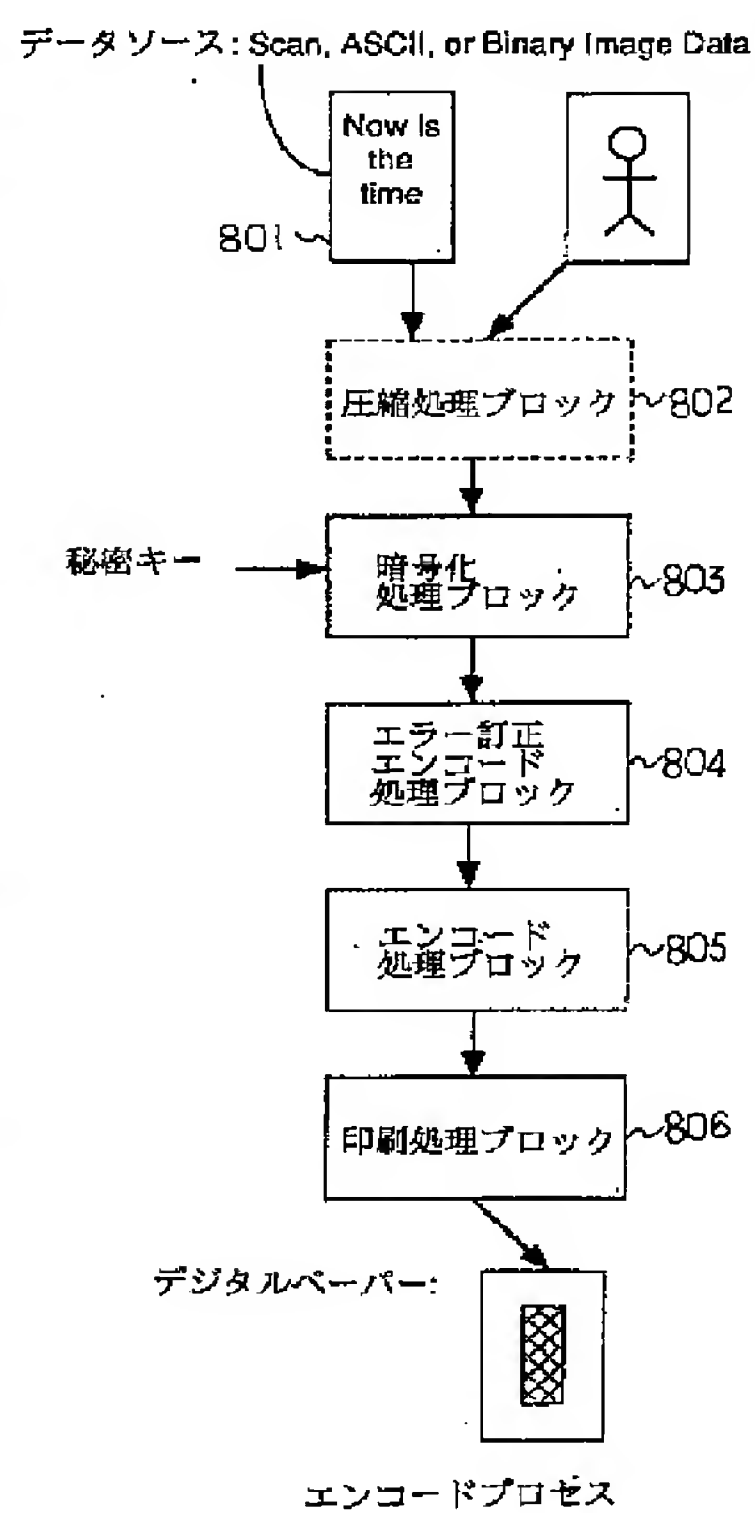 データソース: Scan, ASCII, or Binary Image Data
Now is
the
time
801
圧縮処理ブロック
802
秘密キー
暗号化
処理ブロック
803
エラー訂正
エンコード
処理ブロック
804
エンコード
処理ブロック
805
印刷処理ブロック
806
デジタルペーパー:
エンコードプロセス